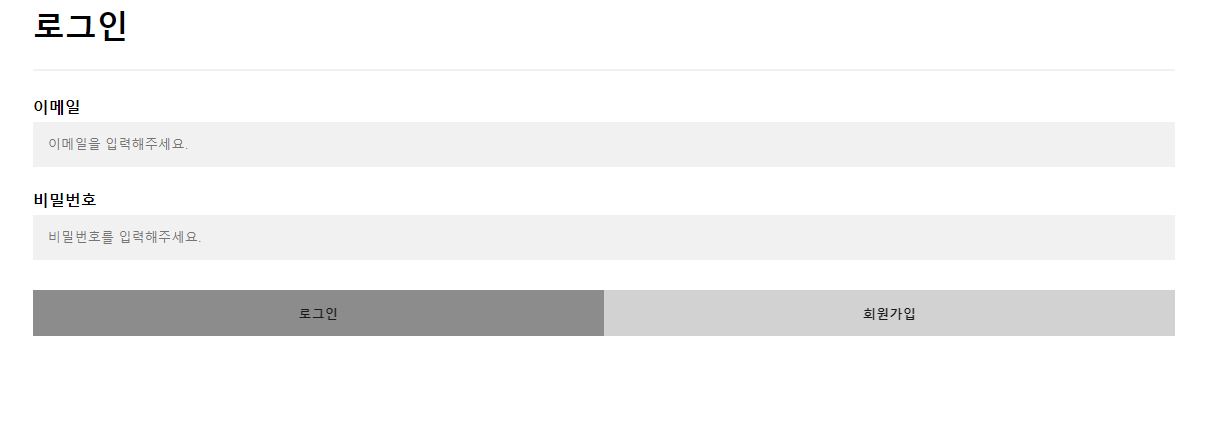 로그인
이메일
이메일을 입력해주세요.
비밀번호
비밀번호를 입력해주세요.
로그인 회원가입